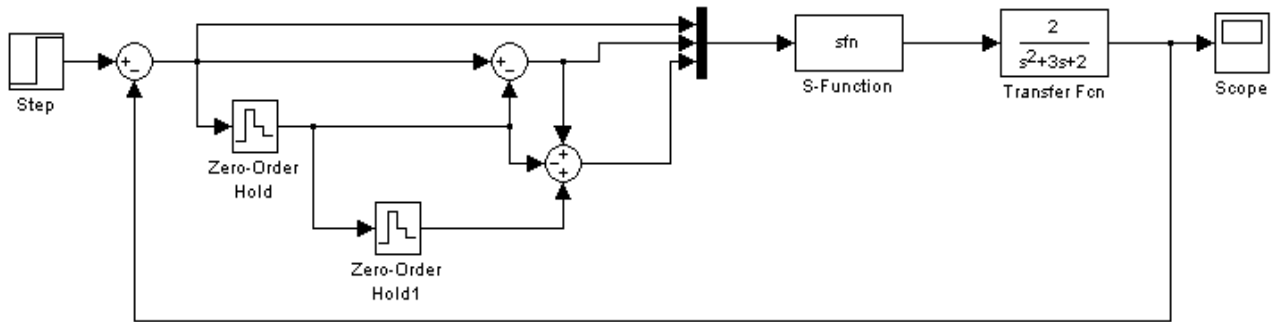 Step
+
-
+
-
Zero-Order
Hold
+
-
+
Zero-Order
Hold1
sfn
S-Function
2
s²+3s+2
Transfer Fcn
Scope